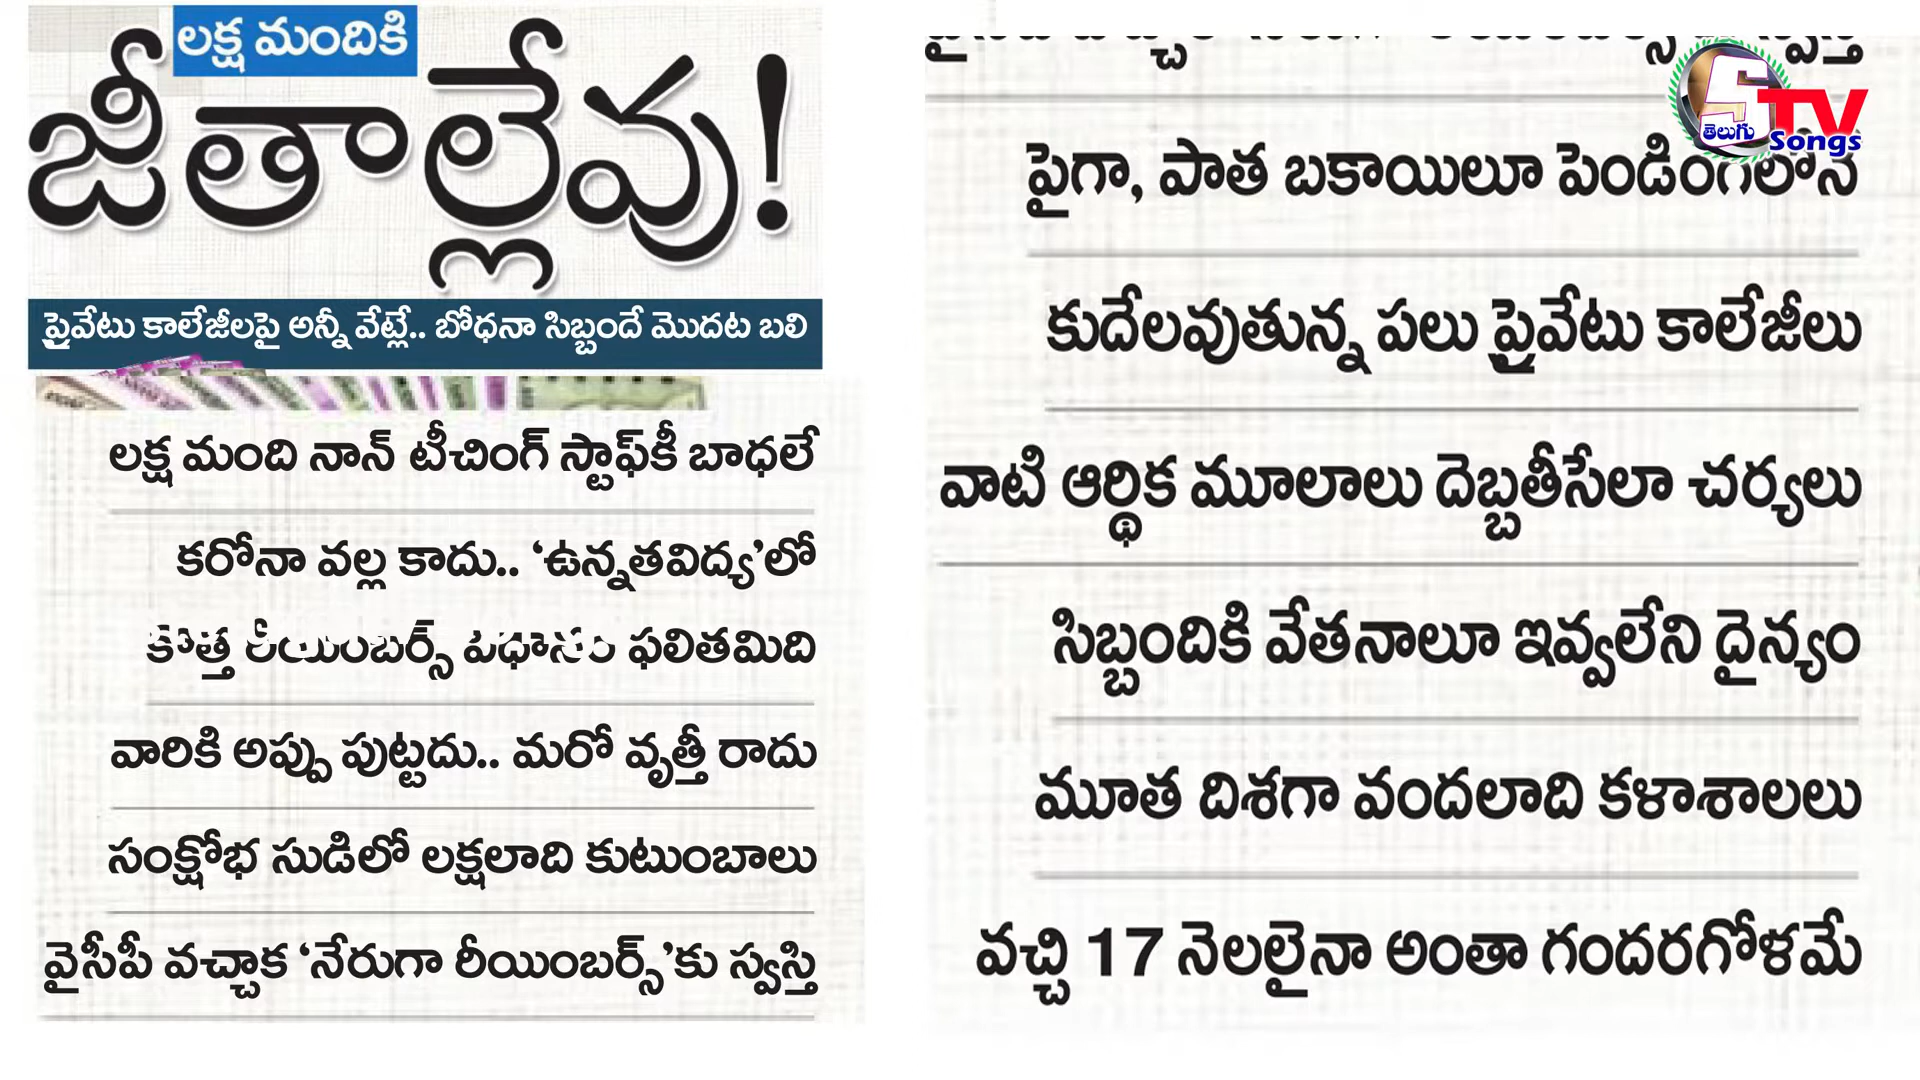 లక్ష మందికి
జీతాల్లేవు!
ప్రైవేటు కాలేజీలపై అన్నీ వేట్లే.. బోధనా సిబ్బందే మొదట బలి
లక్ష మంది నాన్ టీచింగ్ స్టాఫ్‌కీ బాధలే
కరోనా వల్ల కాదు.. ‘ఉన్నతవిద్య’లో
కొత్త రీయింబర్స్ విధానం ఫలితమిది
వారికి అప్పు పుట్టదు.. మరో వృత్తీ రాదు
సంక్షోభ సుడిలో లక్షలాది కుటుంబాలు
వైసీపీ వచ్చాక ‘నేరుగా రీయింబర్స్’కు స్వస్తి
పైగా, పాత బకాయిలూ పెండింగ్‌లోనే
కుదేలవుతున్న పలు ప్రైవేటు కాలేజీలు
వాటి ఆర్థిక మూలాలు దెబ్బతీసేలా చర్యలు
సిబ్బందికి వేతనాలూ ఇవ్వలేని దైన్యం
మూత దిశగా వందలాది కళాశాలలు
వచ్చి 17 నెలలైనా అంతా గందరగోళమే
5 TV
తెలుగు Songs